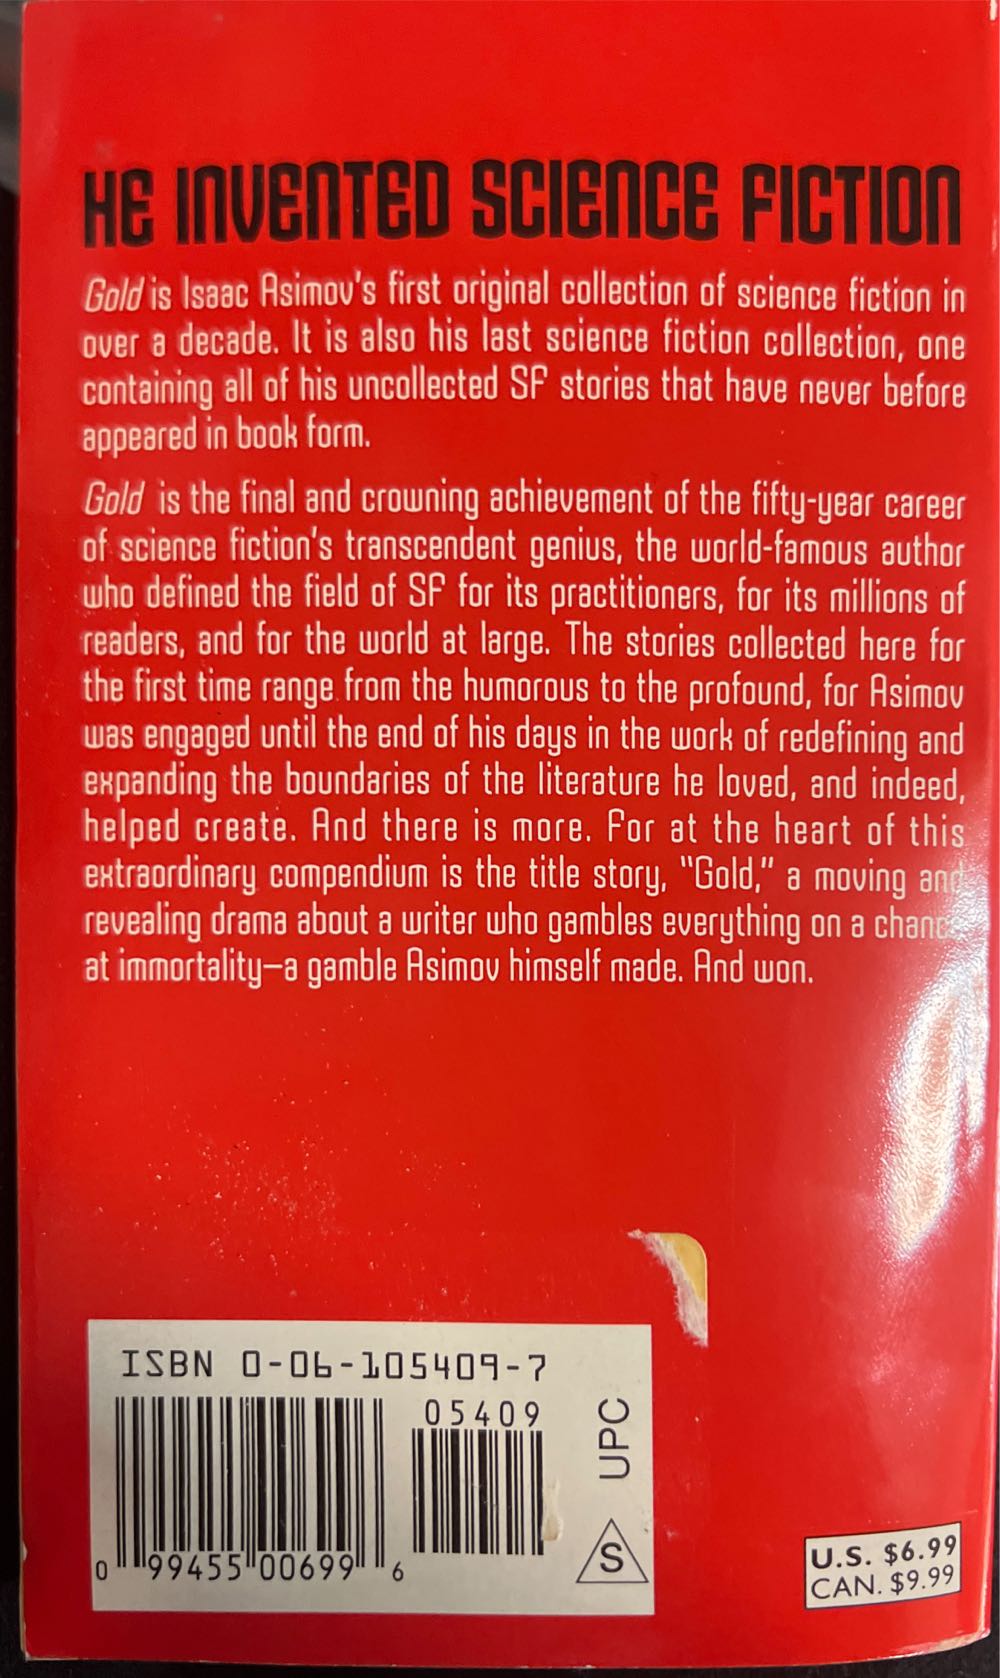 HE INVENTED SCIENCE FICTION
Gold is Isaac Asimov's first original collection of science fiction in
over a decade. It is also his last science fiction collection, one
containing all of his uncollected SF stories that have never before
appeared in book form.
Gold is the final and crowning achievement of the fifty-year career
of science fiction's transcendent genius, the world-famous author
who defined the field of SF for its practitioners, for its millions of
readers, and for the world at large. The stories collected here for
the first time range from the humorous to the profound, for Asimov
was engaged until the end of his days in the work of redefining and
expanding the boundaries of the literature he loved, and indeed,
helped create. And there is more. For at the heart of this
extraordinary compendium is the title story, "Gold," a moving and
revealing drama about a writer who gambles everything on a chance
at immortality—a gamble Asimov himself made. And won.
ISBN 0-06-105409-7
05409
UPC
0 99455 00699 6
S
U.S. $6.99
CAN. $9.99